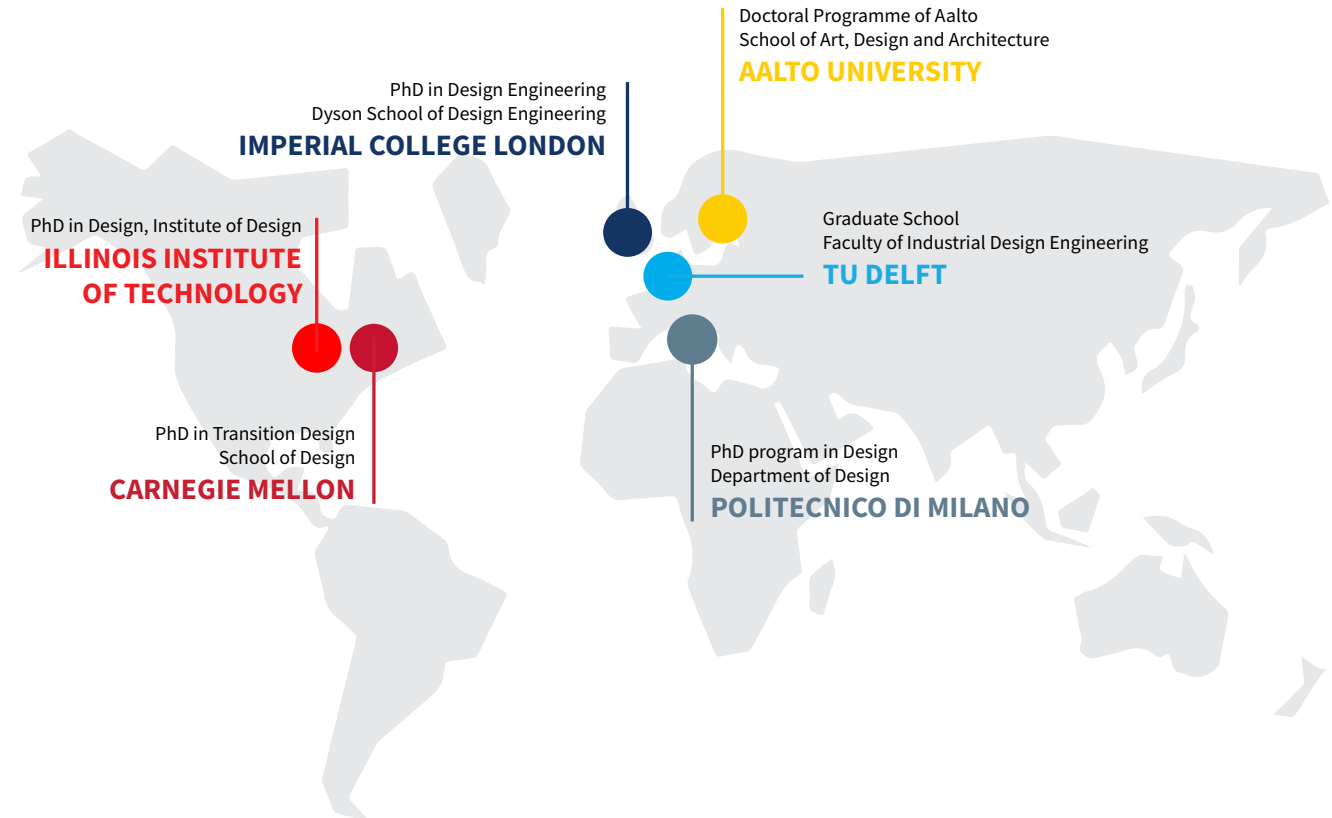 Doctoral Programme of Aalto
School of Art, Design and Architecture
AALTO UNIVERSITY
PhD in Design Engineering
Dyson School of Design Engineering
IMPERIAL COLLEGE LONDON
PhD in Design, Institute of Design
ILLINOIS INSTITUTE
OF TECHNOLOGY
Graduate School
Faculty of Industrial Design Engineering
TU DELFT
PhD in Transition Design
School of Design
CARNEGIE MELLON
PhD program in Design
Department of Design
POLITECNICO DI MILANO